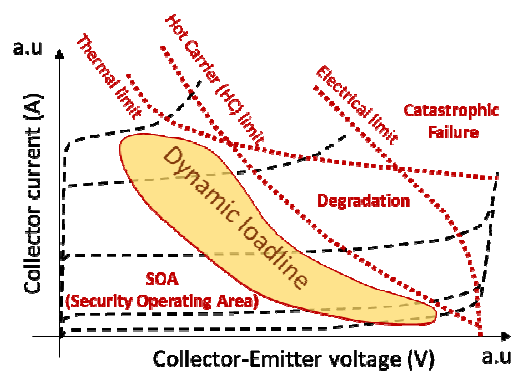 a.u
Thermal limit
Hot Carrier (HC) limit
Electrical limit
Catastrophic
Failure
Collector current (A)
Dynamic loadline
Degradation
SOA
(Security Operating Area)
Collector-Emitter voltage (V)
a.u